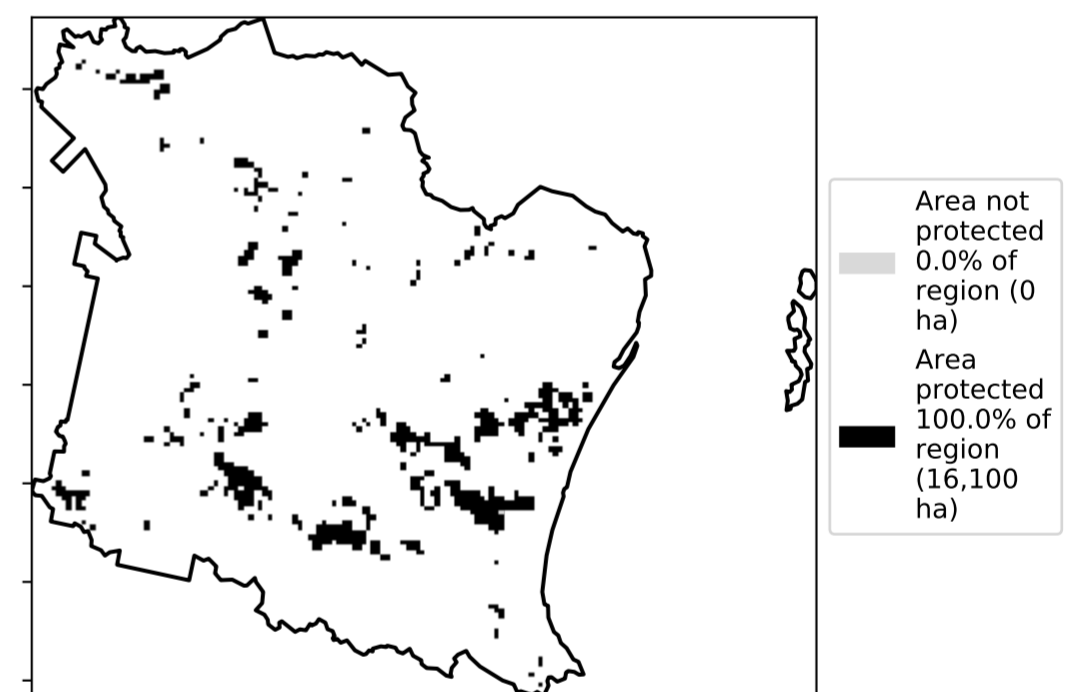 Area not
protected
0.0% of
region (0
ha)
Area
protected
100.0% of
region
(16,100
ha)